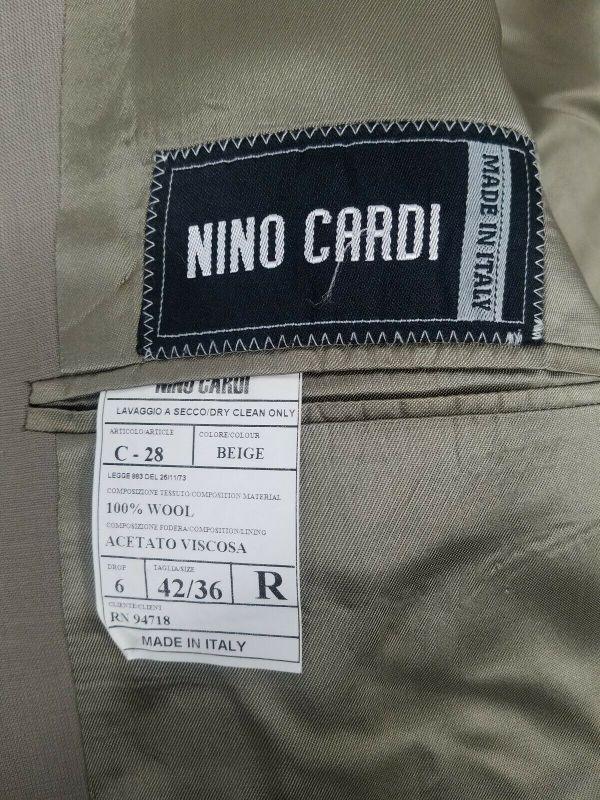 NINO CARDI
MADE IN ITALY
NINO CARDI
LAVAGGIO A SECCO/DRY CLEAN ONLY
ARTICOLO/ARTICLE COLORE/COLOUR
C - 28 BEIGE
LEGGE 883 DEL 26/11/73
COMPOSIZIONE TESSUTO/COMPOSITION MATERIAL
100% WOOL
COMPOSIZIONE FODERA/COMPOSITION/LINING
ACETATO VISCOSA
DROP TAGLIA/SIZE
6 42/36 R
CLIENTE/CLIENT
RN 94718
MADE IN ITALY